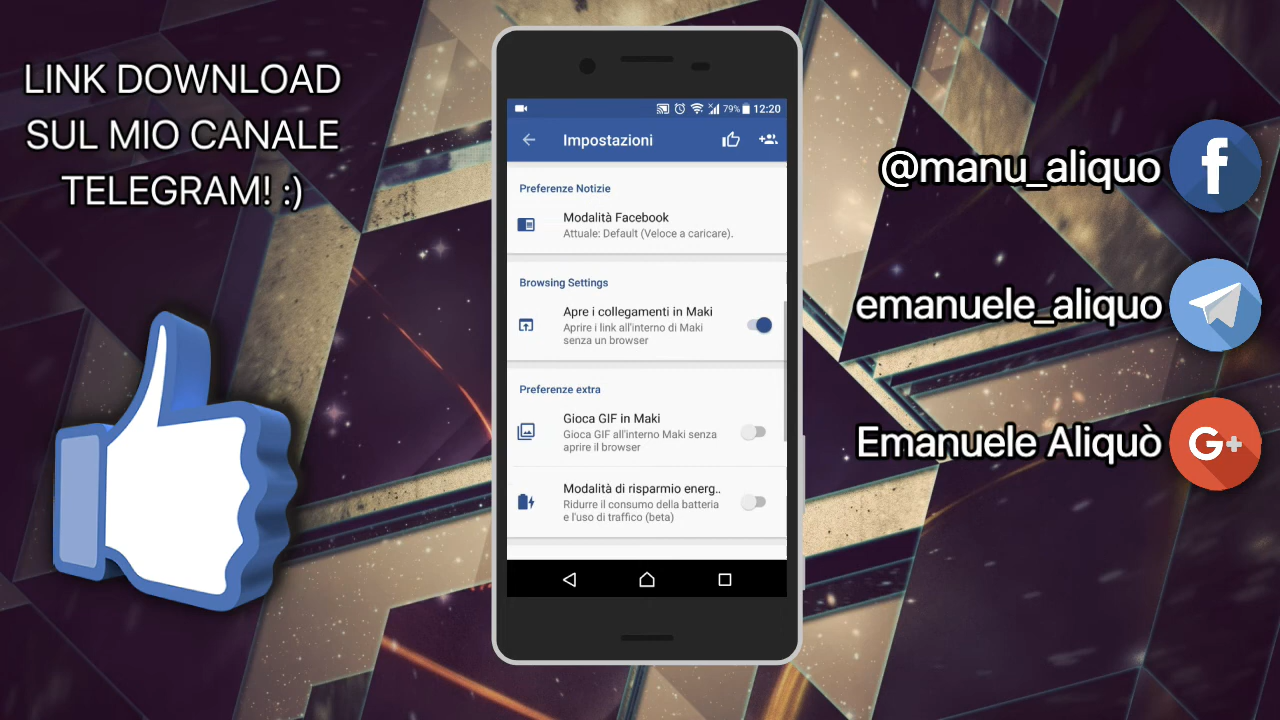 LINK DOWNLOAD
SUL MIO CANALE
TELEGRAM! :)
79% 12:20
Impostazioni
Preferenze Notizie
Modalità Facebook
Attuale: Default (Veloce a caricare).
Browsing Settings
Apre i collegamenti in Maki
Aprire i link all'interno di Maki
senza un browser
Preferenze extra
Gioca GIF in Maki
Gioca GIF all'interno Maki senza
aprire il browser
Modalità di risparmio energ..
Ridurre il consumo della batteria
e l'uso di traffico (beta)
@manu_aliquo
f
emanuele_aliquo
Emanuele Aliquò
G+